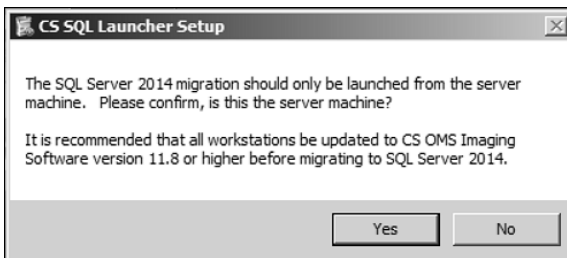 CS SQL Launcher Setup
The SQL Server 2014 migration should only be launched from the server
machine.  Please confirm, is this the server machine?
It is recommended that all workstations be updated to CS OMS Imaging
Software version 11.8 or higher before migrating to SQL Server 2014.
Yes
No